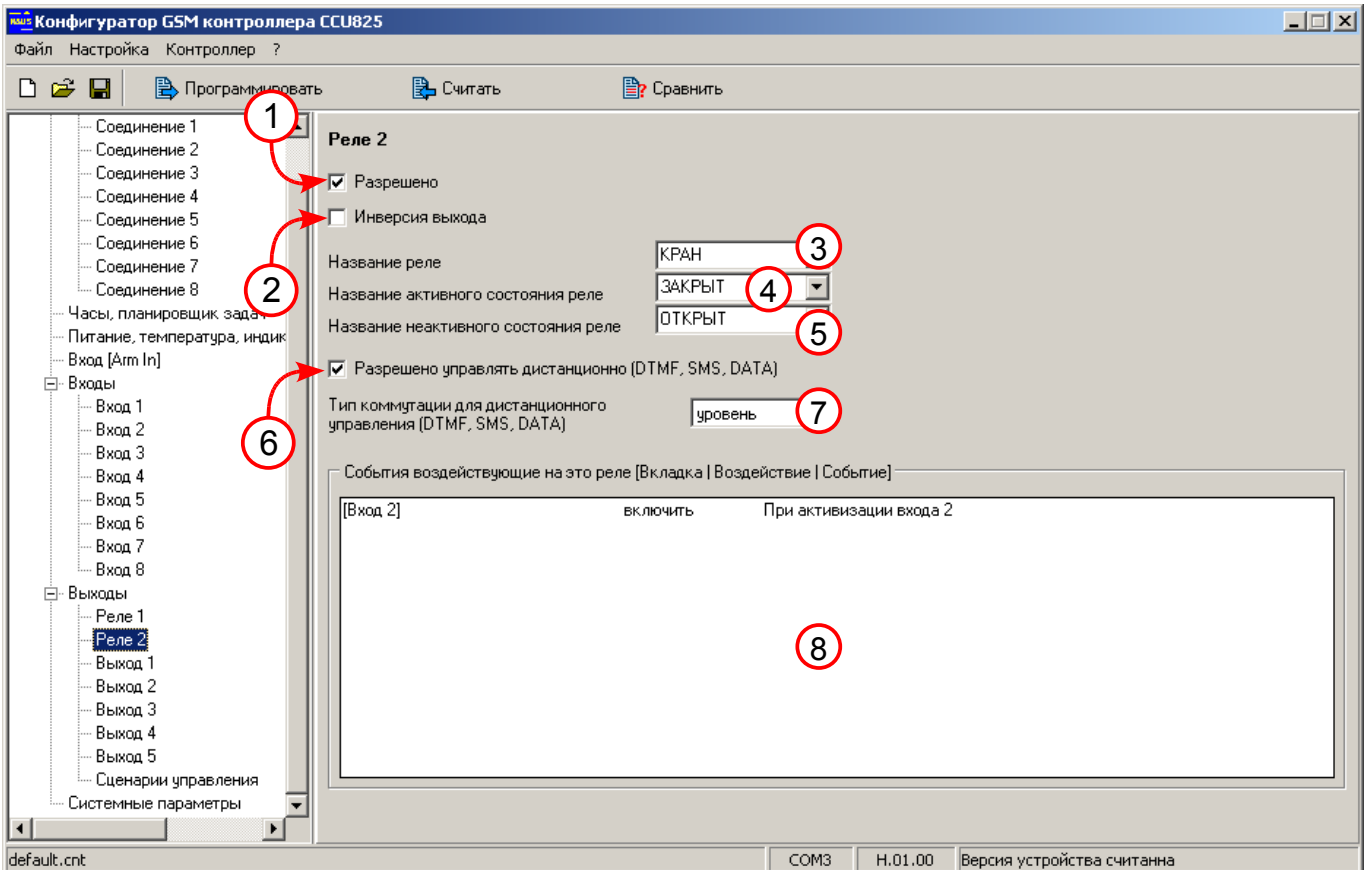 Конфигуратор GSM контроллера CCU825
Файл Настройка Контроллер ?
Программировать Считать Сравнить
1
Соединение 1
Соединение 2
Соединение 3
Соединение 4
Соединение 5
Соединение 6
Соединение 7
Соединение 8
Часы, планировщик задач
Питание, температура, индик
Вход [Arm In]
Входы
Вход 1
Вход 2
Вход 3
Вход 4
Вход 5
Вход 6
Вход 7
Вход 8
Выходы
Реле 1
Реле 2
Выход 1
Выход 2
Выход 3
Выход 4
Выход 5
Сценарии управления
Системные параметры
Реле 2
Разрешено
Инверсия выхода
2
Название реле КРАН 3
Название активного состояния реле ЗАКРЫТ 4
Название неактивного состояния реле ОТКРЫТ 5
Разрешено управлять дистанционно (DTMF, SMS, DATA)
6
Тип коммутации для дистанционного
управления (DTMF, SMS, DATA) уровень 7
События воздействующие на это реле [Вкладка | Воздействие | Событие]
[Вход 2] включить При активизации входа 2
8
default.cnt COM3 H.01.00 Версия устройства считанна